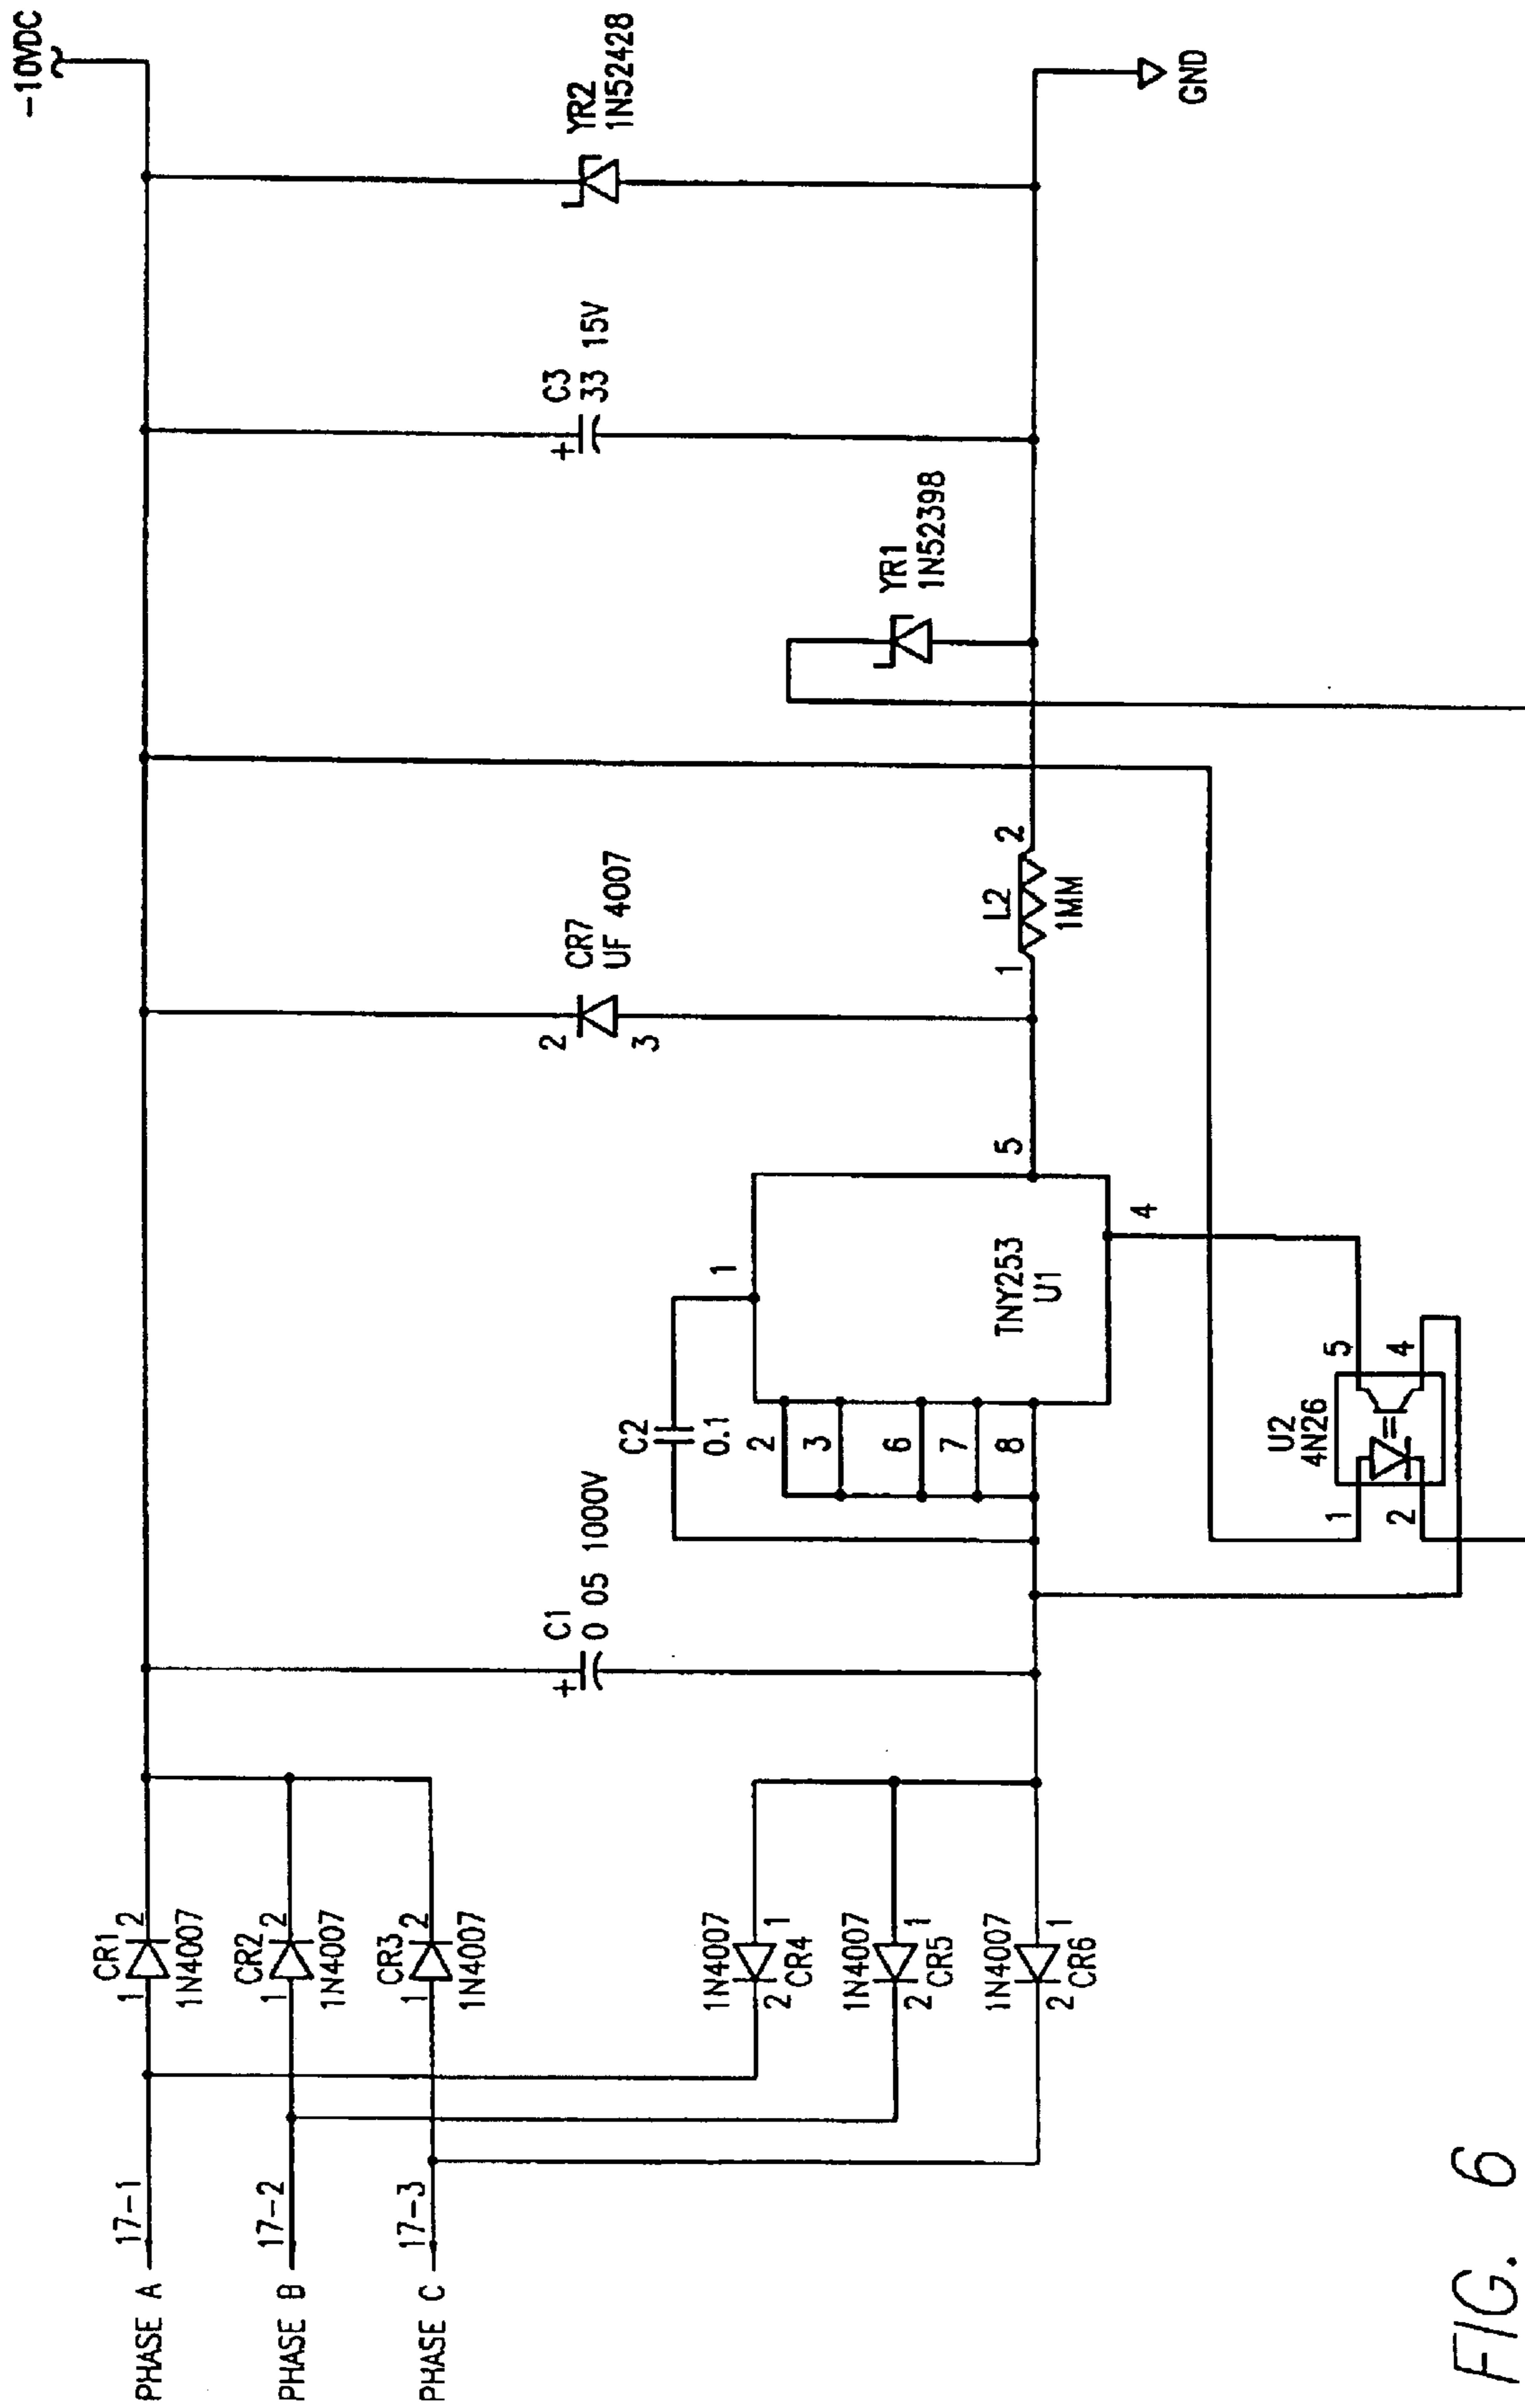 -10VDC
YR2
1N52428
GND
C3
33 15V
+
YR1
1N52398
CR7
UF 4007
2
3
L2
1MM
1
2
5
4
1
TNY253
U1
C2
0.1
2
3
6
7
8
U2
4N26
5
4
1
2
C1
0 05 1000V
+
CR1
1
2
1N4007
CR2
1
2
1N4007
CR3
1
2
1N4007
1N4007
2
1
CR4
1N4007
2
1
CR5
1N4007
2
1
CR6
PHASE A
17-1
PHASE B
17-2
PHASE C
17-3
FIG. 6